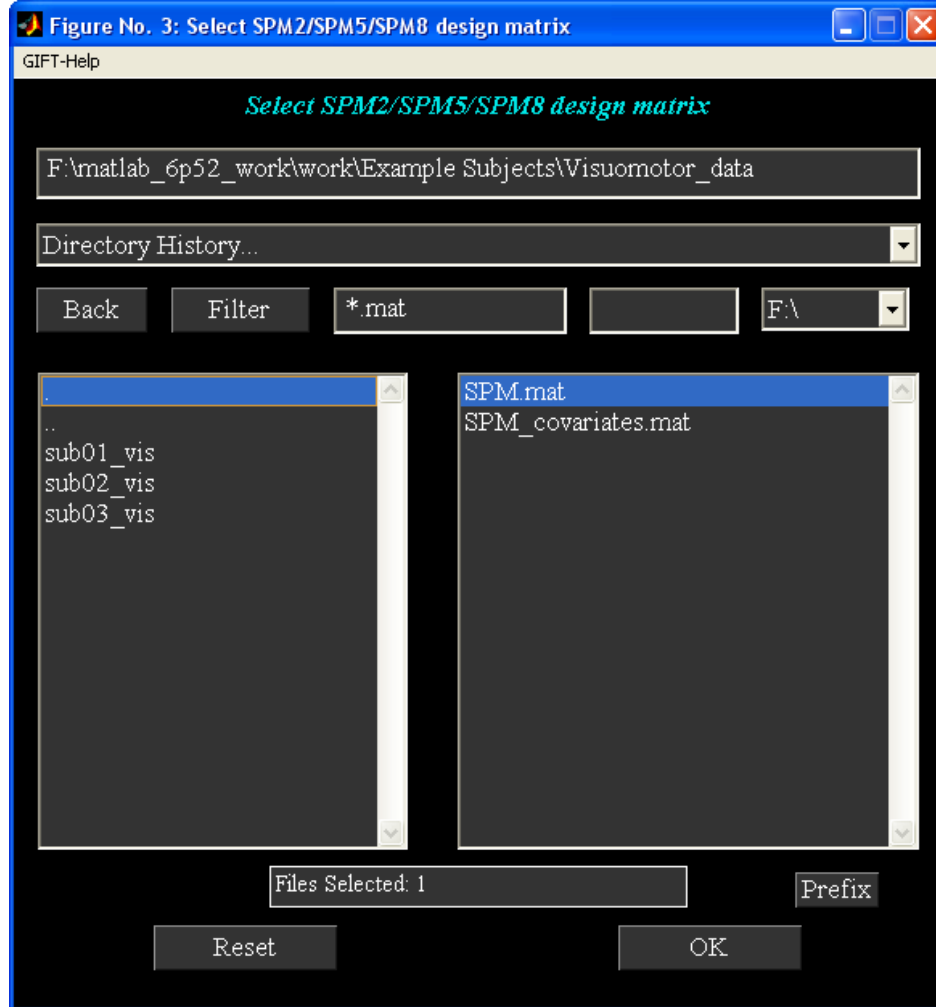 Figure No. 3: Select SPM2/SPM5/SPM8 design matrix
GIFT-Help
Select SPM2/SPM5/SPM8 design matrix
F:\matlab_6p52_work\work\Example Subjects\Visuomotor_data
Directory History...
Back Filter *.mat F:\
.
..
sub01_vis
sub02_vis
sub03_vis
SPM.mat
SPM_covariates.mat
Files Selected: 1
Prefix
Reset OK